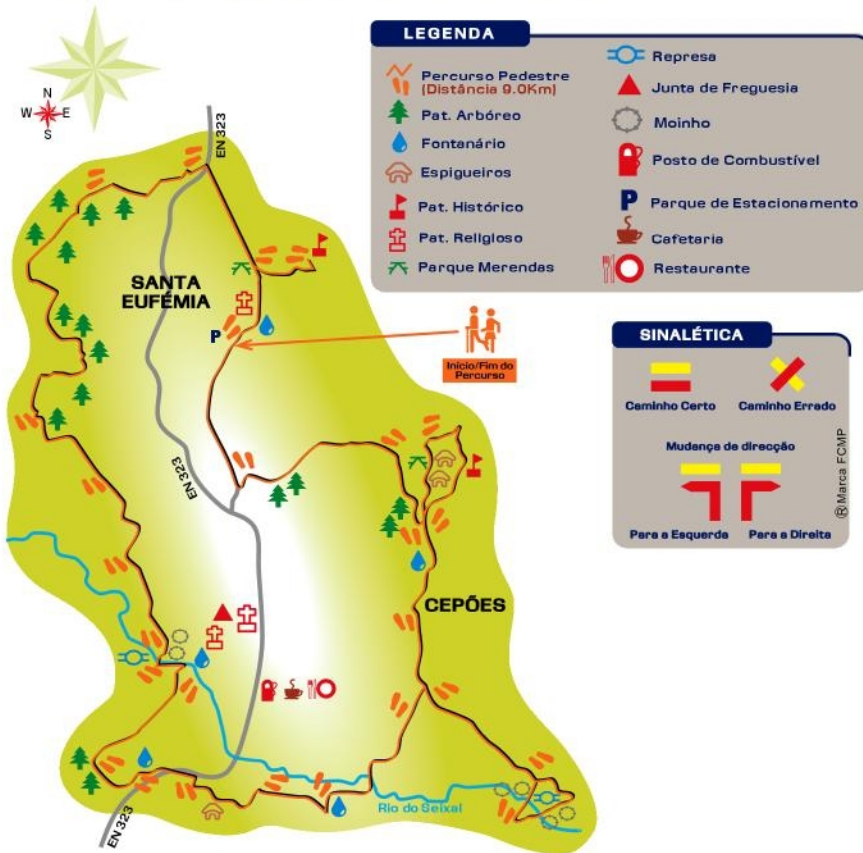 LEGENDA
Percurso Pedestre
(Distância 9.0Km)
Pat. Arbóreo
Fontanário
Espigueiros
Pat. Histórico
Pat. Religioso
Parque Merendas
Represa
Junta de Freguesia
Moinho
Posto de Combustível
P
Parque de Estacionamento
Cafetaria
Restaurante
N
W
E
S
EN 323
SANTA
EUFÉMIA
P
Início/Fim do
Percurso
EN 323
CEPÕES
Rio do Seixal
EN 323
SINALÉTICA
Caminho Certo
Caminho Errado
Mudança de direcção
Para a Esquerda
Para a Direita
® Marca FCMP